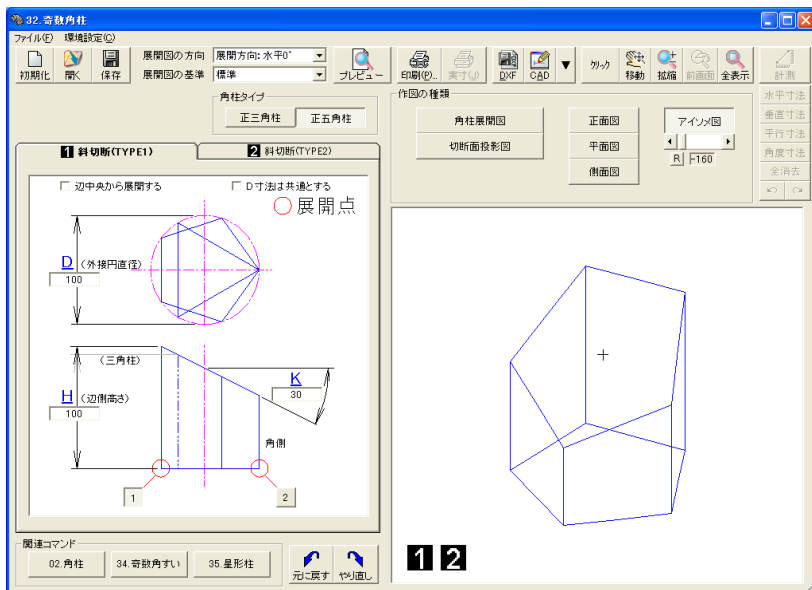 32.奇数角柱
ファイル(F) 環境設定(C)
初期化 開く 保存
展開図の方向 展開方向:水平0°
展開図の基準 標準
プレビュー
印刷(P)... 実寸(J) DXF CAD ▼ クリック 移動 拡縮 前画面 全表示 計測
角柱タイプ
正三角柱 正五角柱
作図の種類
角柱展開図 正面図 アイソメ図
切断面投影図 平面図
側面図
R -160
水平寸法
垂直寸法
平行寸法
角度寸法
全消去
1 斜切断(TYPE1) 2 斜切断(TYPE2)
辺中央から展開する D寸法は共通とする
○展開点
D (外接円直径)
100
(三角柱)
H (辺側高さ)
100
K
30
角側
1 2
1 2
関連コマンド
02.角柱 34.奇数角すい 35.星形柱
元に戻す やり直し